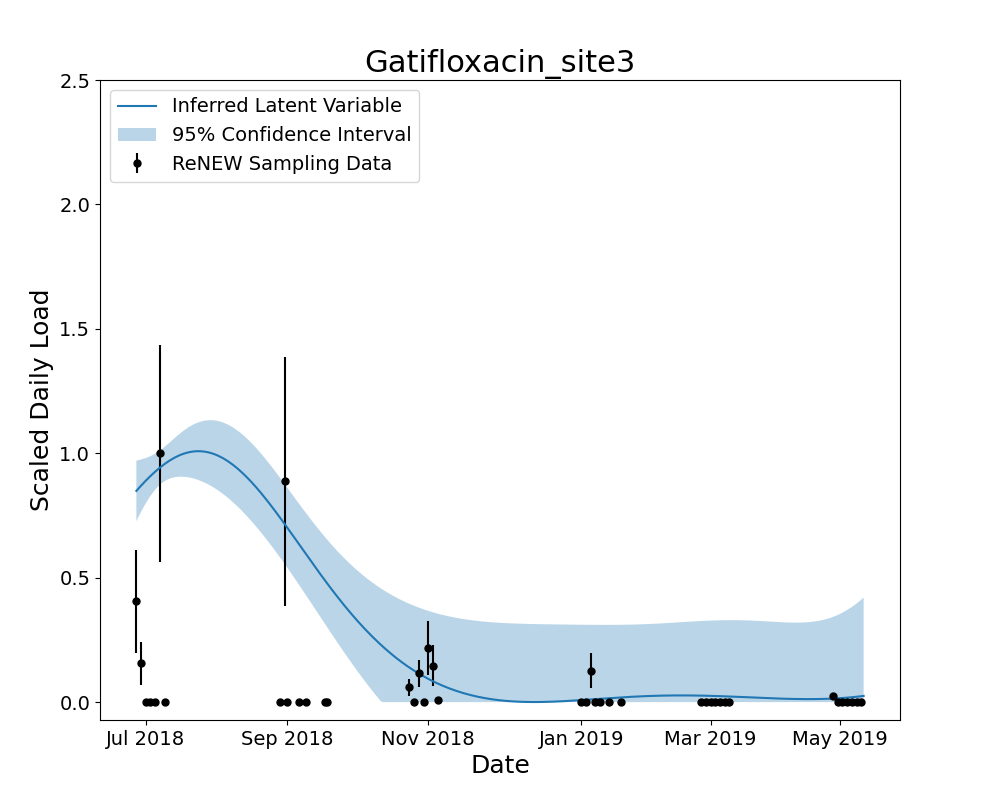 Gatifloxacin_site3
2.5
2.0
1.5
1.0
0.5
0.0
Scaled Daily Load
Inferred Latent Variable
95% Confidence Interval
ReNEW Sampling Data
Jul 2018 Sep 2018 Nov 2018 Jan 2019 Mar 2019 May 2019
Date